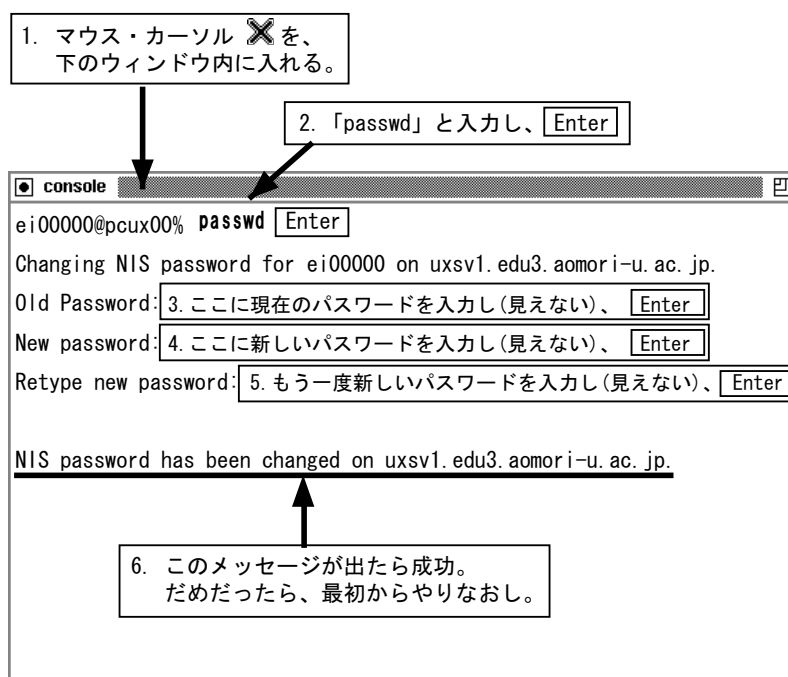 1. マウス・カーソル を、
下のウィンドウ内に入れる。
2.「passwd」と入力し、Enter
console
ei00000@pcux00% passwd Enter
Changing NIS password for ei00000 on uxsv1.edu3.aomori-u.ac.jp.
Old Password:3.ここに現在のパスワードを入力し(見えない)、 Enter
New password:4.ここに新しいパスワードを入力し(見えない)、 Enter
Retype new password: 5.もう一度新しいパスワードを入力し(見えない)、Enter
NIS password has been changed on uxsv1.edu3.aomori-u.ac.jp.
6. このメッセージが出たら成功。
だめだったら、最初からやりなおし。